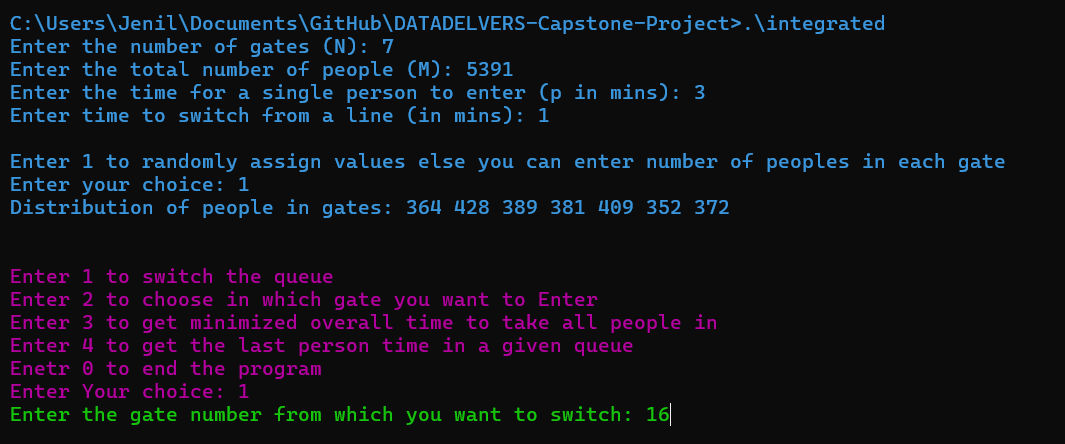 C:\Users\Jenil\Documents\GitHub\DATADELVERS-Capstone-Project>.\integrated
Enter the number of gates (N): 7
Enter the total number of people (M): 5391
Enter the time for a single person to enter (p in mins): 3
Enter time to switch from a line (in mins): 1
Enter 1 to randomly assign values else you can enter number of peoples in each gate
Enter your choice: 1
Distribution of people in gates: 364 428 389 381 409 352 372
Enter 1 to switch the queue
Enter 2 to choose in which gate you want to Enter
Enter 3 to get minimized overall time to take all people in
Enter 4 to get the last person time in a given queue
Enetr 0 to end the program
Enter Your choice: 1
Enter the gate number from which you want to switch: 16